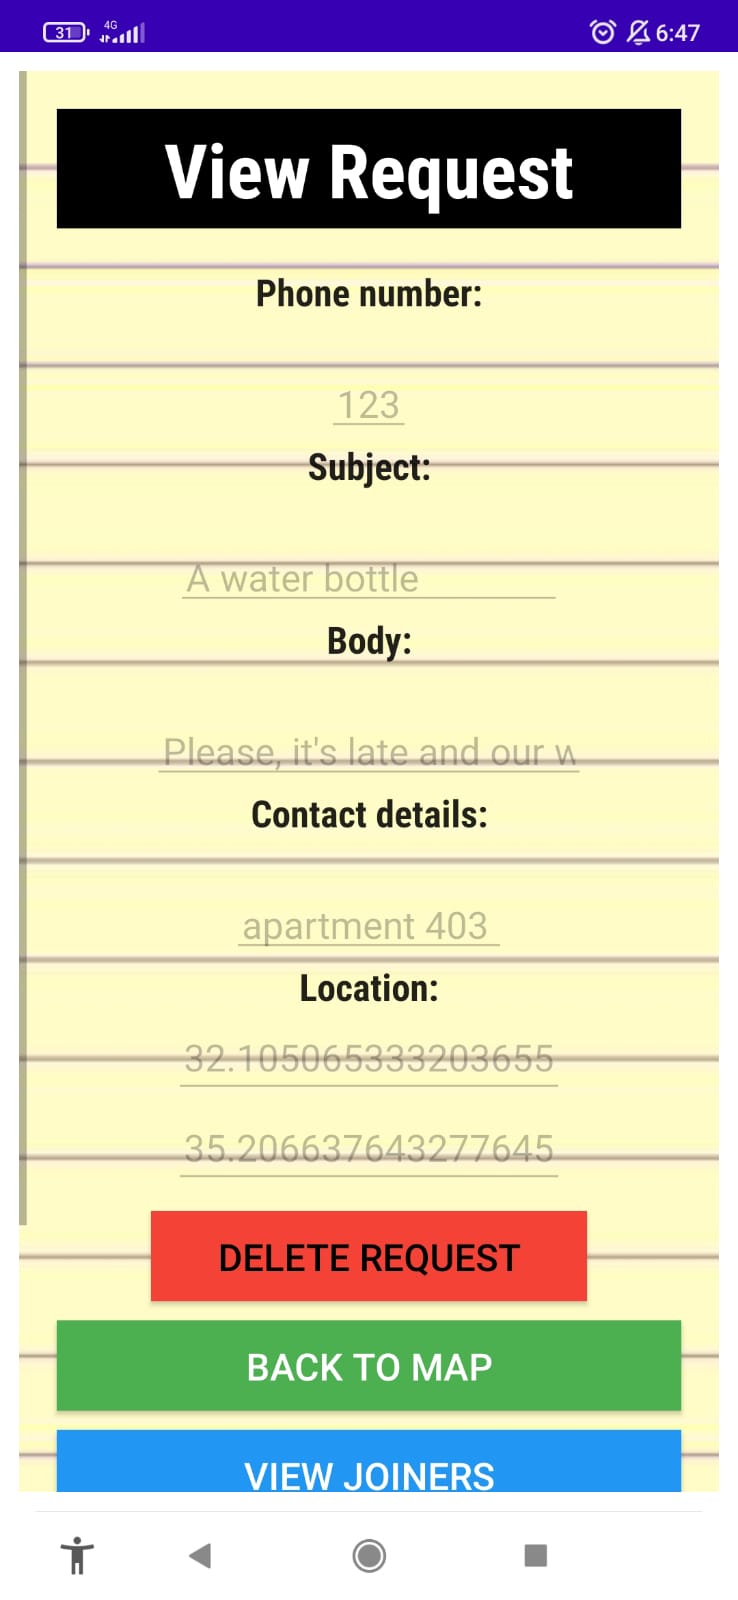 31 4G 6:47
View Request
Phone number:
123
Subject:
A water bottle
Body:
Please, it's late and our w
Contact details:
apartment 403
Location:
32.105065333203655
35.206637643277645
DELETE REQUEST
BACK TO MAP
VIEW JOINERS